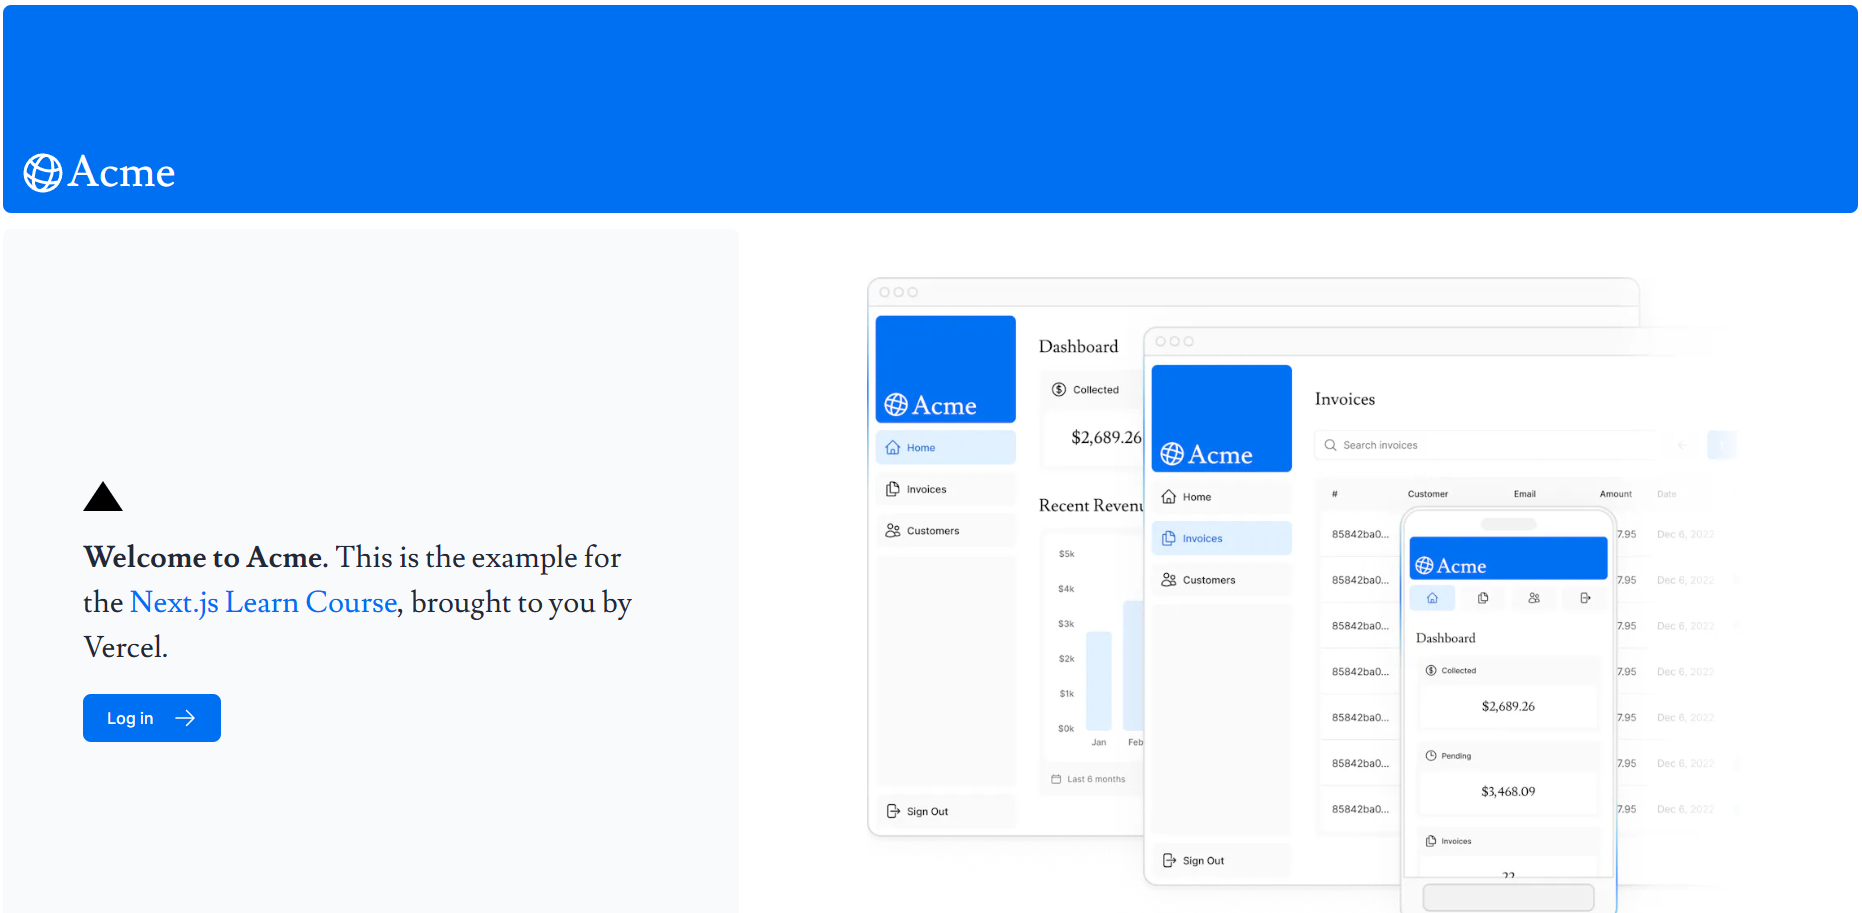 Acme
Welcome to Acme. This is the example for
the Next.js Learn Course, brought to you by
Vercel.
Log in
Acme
Home
Invoices
Customers
Sign Out
Dashboard
Collected
$2,689.26
Recent Revenu
$5k
$4k
$3k
$2k
$1k
$0k
Jan Feb
Last 6 months
Acme
Home
Invoices
Customers
Sign Out
Invoices
Search invoices
# Customer Email Amount Date
85842ba0... 7.95 Dec 6, 2022
85842ba0... 7.95 Dec 6, 2022
85842ba0... 7.95 Dec 6, 2022
85842ba0... 7.95 Dec 6, 2022
85842ba0... 7.95 Dec 6, 2022
85842ba0... 7.95 Dec 6, 2022
85842ba0... 7.95 Dec 6, 2022
Acme
Dashboard
Collected
$2,689.26
Pending
$3,468.09
Invoices
22